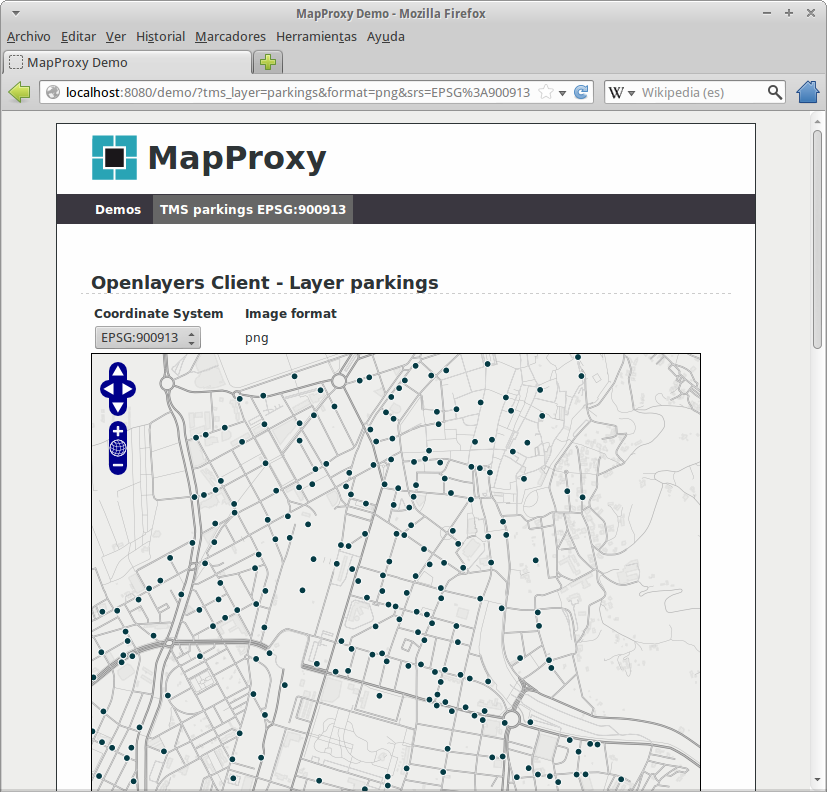 MapProxy Demo - Mozilla Firefox
Archivo Editar Ver Historial Marcadores Herramientas Ayuda
MapProxy Demo
localhost:8080/demo/?tms_layer=parkings&format=png&srs=EPSG%3A900913 W Wikipedia (es)
MapProxy
Demos TMS parkings EPSG:900913
Openlayers Client - Layer parkings
Coordinate System Image format
EPSG:900913 png